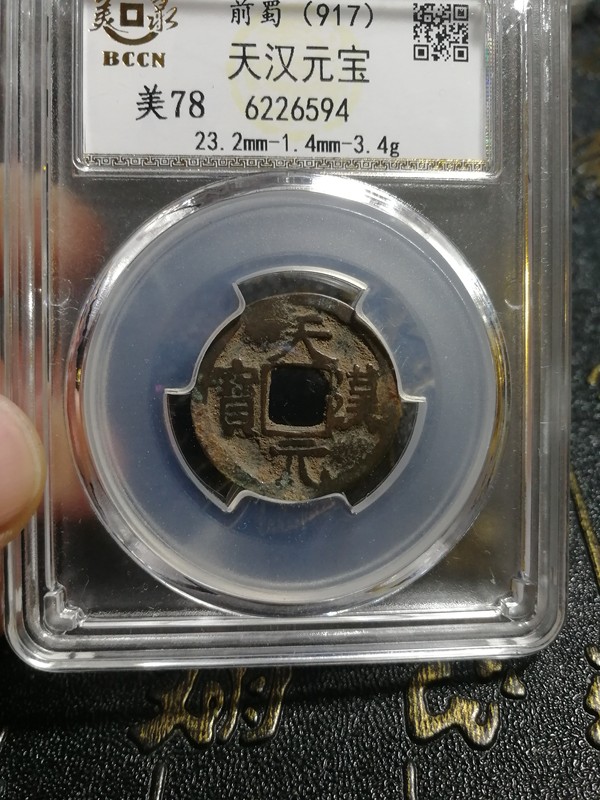 美泉
BCCN
前蜀（917）
天汉元宝
美78 6226594
23.2mm-1.4mm-3.4g
天
寶 漢
元